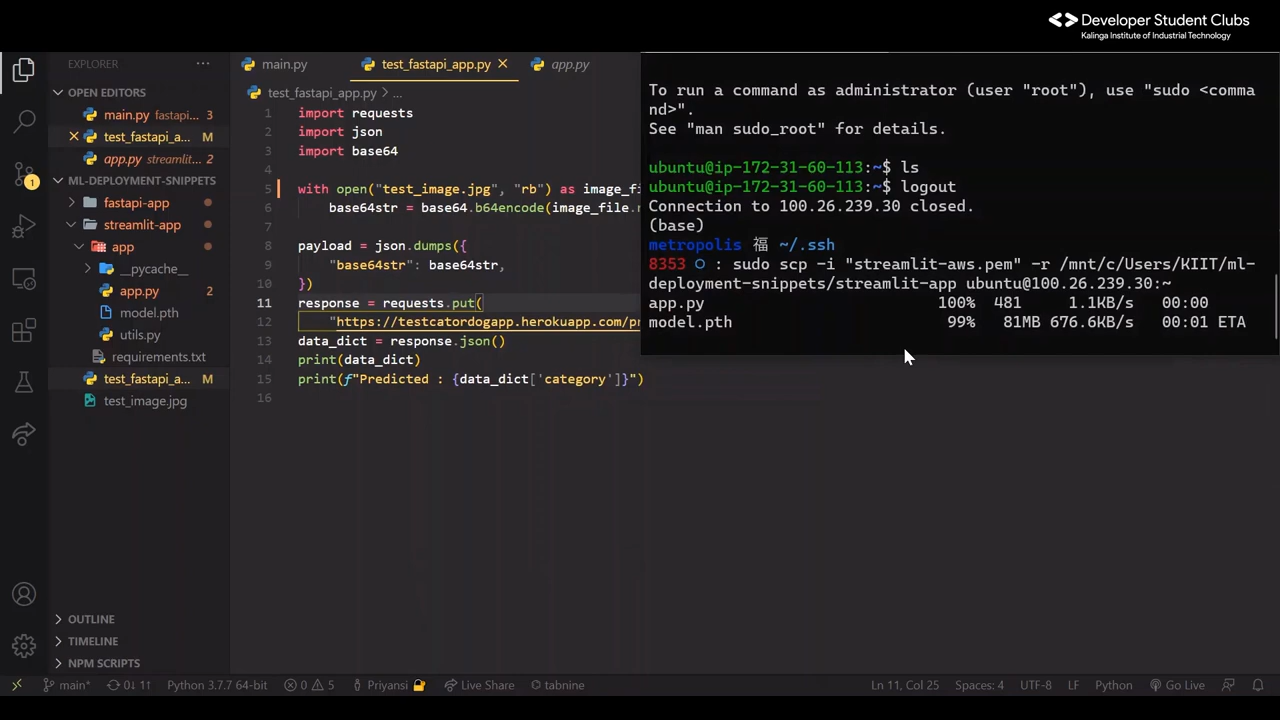 Developer Student Clubs
Kalinga Institute of Industrial Technology
EXPLORER
OPEN EDITORS
main.py fastapi... 3
test_fastapi_a... M
app.py streamlit... 2
ML-DEPLOYMENT-SNIPPETS
fastapi-app
streamlit-app
app
__pycache__
app.py 2
model.pth
utils.py
requirements.txt
test_fastapi_a... M
test_image.jpg
OUTLINE
TIMELINE
NPM SCRIPTS
1
main.py
test_fastapi_app.py
app.py
test_fastapi_app.py > ...
1 import requests
2 import json
3 import base64
4
5 with open("test_image.jpg", "rb") as image_fi
6 base64str = base64.b64encode(image_file.
7
8 payload = json.dumps({
9 "base64str": base64str,
10 })
11 response = requests.put(
12 "https://testcatordogapp.herokuapp.com/pr
13 data_dict = response.json()
14 print(data_dict)
15 print(f"Predicted : {data_dict['category']}")
16
To run a command as administrator (user "root"), use "sudo <comma
nd>".
See "man sudo_root" for details.
ubuntu@ip-172-31-60-113:~$ ls
ubuntu@ip-172-31-60-113:~$ logout
Connection to 100.26.239.30 closed.
(base)
metropolis 福 ~/.ssh
8353 : sudo scp -i "streamlit-aws.pem" -r /mnt/c/Users/KIIT/ml-
deployment-snippets/streamlit-app ubuntu@100.26.239.30:~
app.py 100% 481 1.1KB/s 00:00
model.pth 99% 81MB 676.6KB/s 00:01 ETA
main* 0↓ 1↑ Python 3.7.7 64-bit 0 5 Priyansi Live Share tabnine Ln 11, Col 25 Spaces: 4 UTF-8 LF Python Go Live